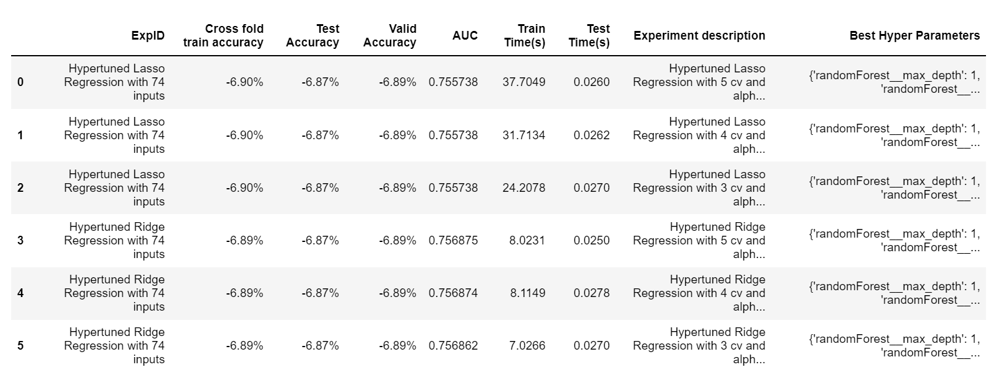 ExpID Cross fold train accuracy Test Accuracy Valid Accuracy AUC Train Time(s) Test Time(s) Experiment description Best Hyper Parameters
0 Hypertuned Lasso Regression with 74 inputs -6.90% -6.87% -6.89% 0.755738 37.7049 0.0260 Hypertuned Lasso Regression with 5 cv and alph... {'randomForest__max_depth': 1, 'randomForest__...
1 Hypertuned Lasso Regression with 74 inputs -6.90% -6.87% -6.89% 0.755738 31.7134 0.0262 Hypertuned Lasso Regression with 4 cv and alph... {'randomForest__max_depth': 1, 'randomForest__...
2 Hypertuned Lasso Regression with 74 inputs -6.90% -6.87% -6.89% 0.755738 24.2078 0.0270 Hypertuned Lasso Regression with 3 cv and alph... {'randomForest__max_depth': 1, 'randomForest__...
3 Hypertuned Ridge Regression with 74 inputs -6.89% -6.87% -6.89% 0.756875 8.0231 0.0250 Hypertuned Ridge Regression with 5 cv and alph... {'randomForest__max_depth': 1, 'randomForest__...
4 Hypertuned Ridge Regression with 74 inputs -6.89% -6.87% -6.89% 0.756874 8.1149 0.0278 Hypertuned Ridge Regression with 4 cv and alph... {'randomForest__max_depth': 1, 'randomForest__...
5 Hypertuned Ridge Regression with 74 inputs -6.89% -6.87% -6.89% 0.756862 7.0266 0.0270 Hypertuned Ridge Regression with 3 cv and alph... {'randomForest__max_depth': 1, 'randomForest__...